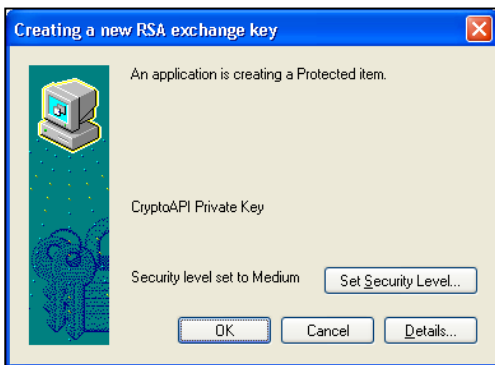 Creating a new RSA exchange key
An application is creating a Protected item.
CryptoAPI Private Key
Security level set to Medium
Set Security Level...
OK
Cancel
Details...